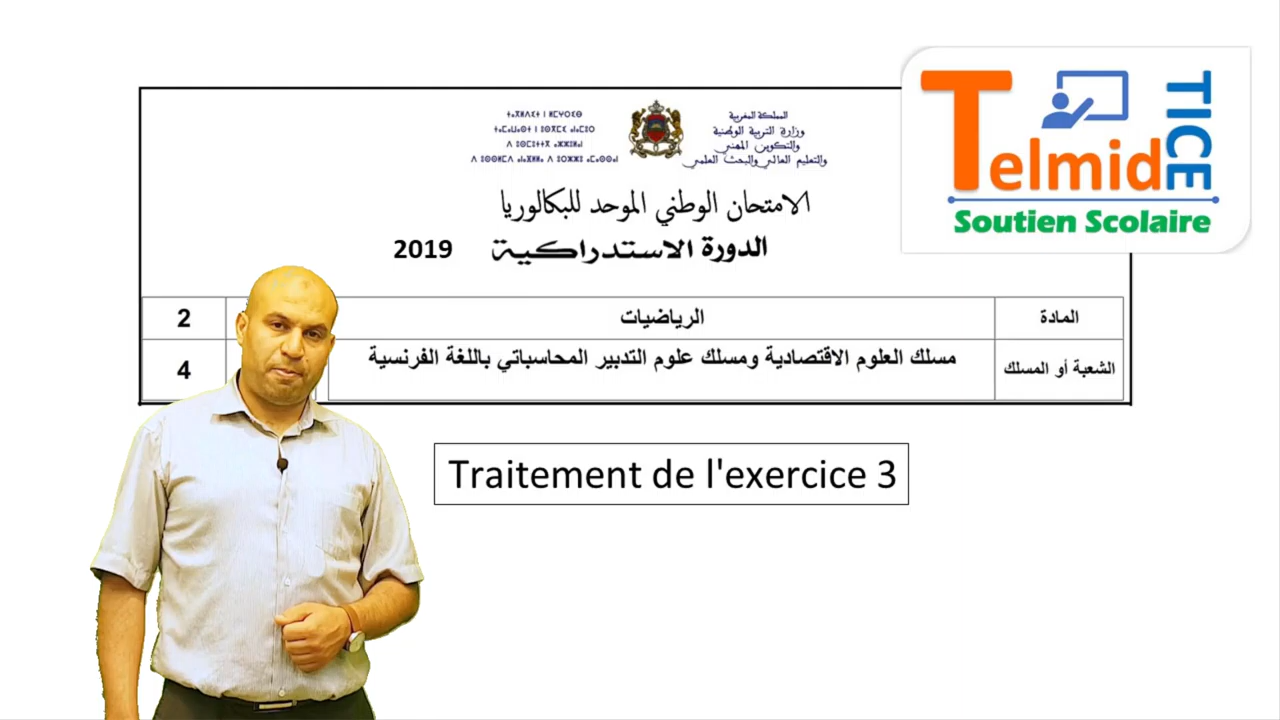 المملكة المغربية
وزارة التربية الوطنية
والتكوين المهني
والتعليم العالي والبحث العلمي
ⵜⴰⴳⵍⴷⵉⵜ ⵏ ⵍⵎⵖⵔⵉⴱ
الامتحان الوطني الموحد للبكالوريا
الدورة الاستدراكية 2019
المادة الرياضيات 2
الشعبة أو المسلك مسلك العلوم الاقتصادية ومسلك علوم التدبير المحاسباتي باللغة الفرنسية 4
Telmid TICE
Soutien Scolaire
Traitement de l'exercice 3